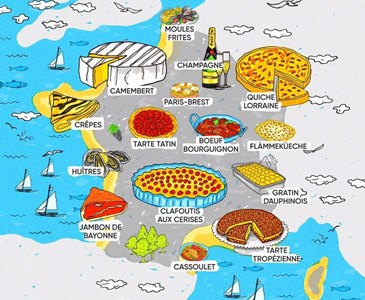 MOULES
FRITES
CHAMPAGNE
CAMEMBERT
QUICHE
LORRAINE
PARIS-BREST
CRÊPES
TARTE TATIN
BOEUF
BOURGUIGNON
FLÀMMEKÜECHE
HUÎTRES
GRATIN
DAUPHINOIS
CLAFOUTIS
AUX CERISES
JAMBON DE
BAYONNE
TARTE
TROPÉZIENNE
CASSOULET